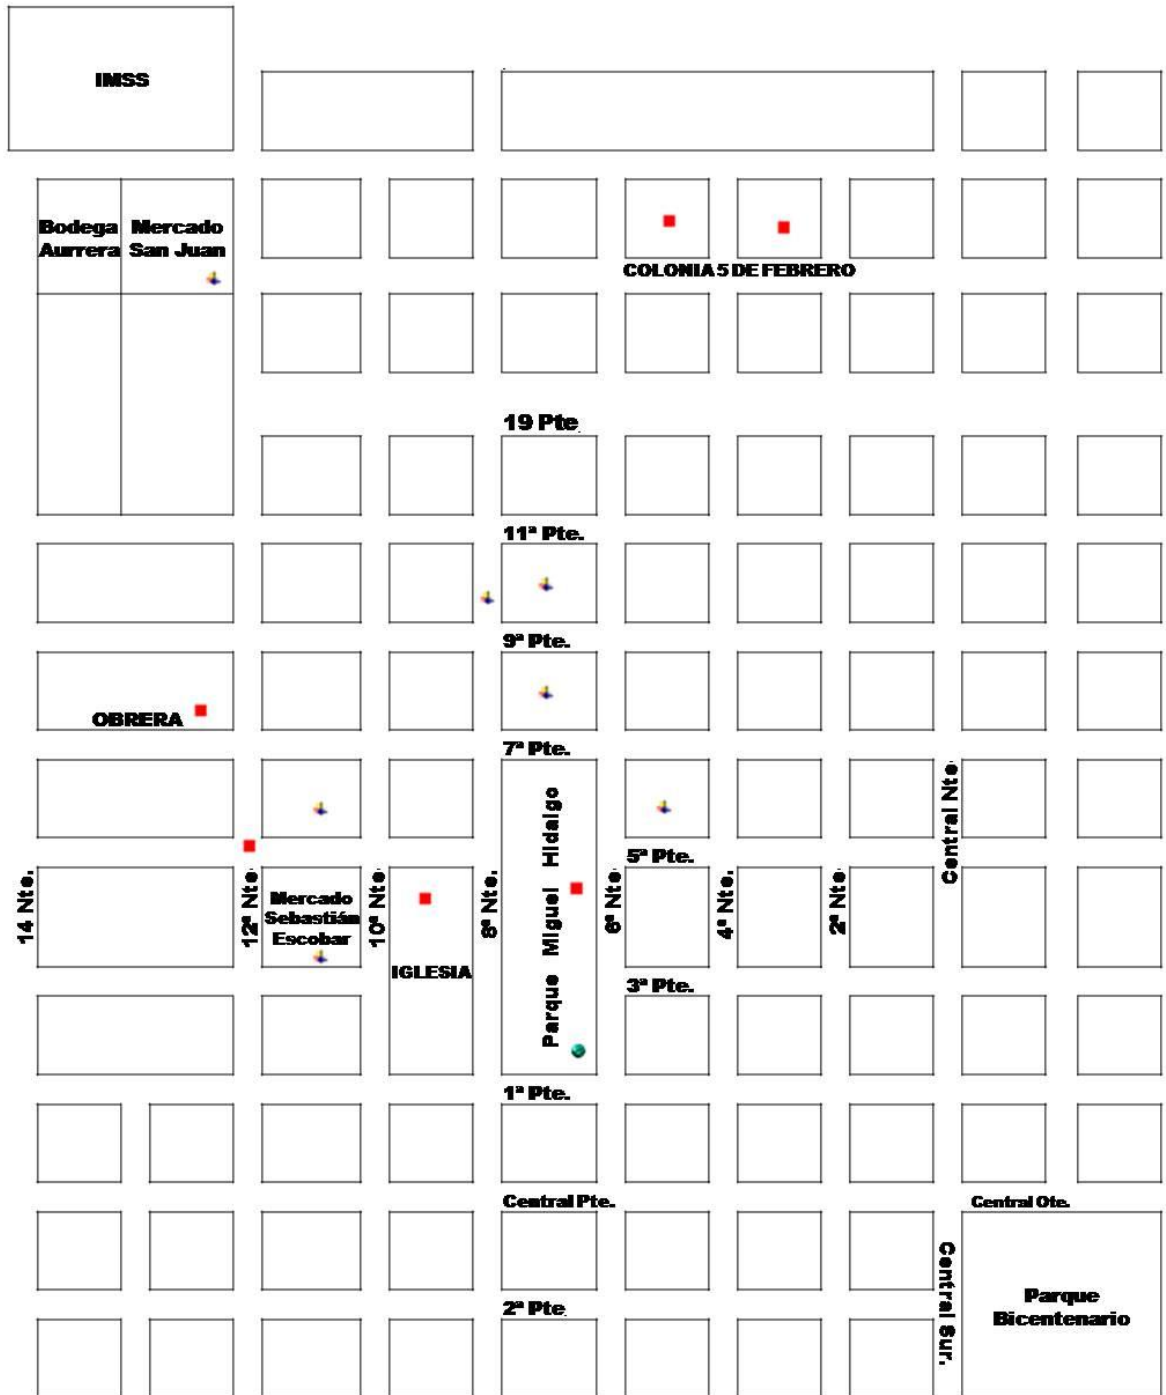 IMSS
Bodega
Aurrera
Mercado
San Juan
COLONIA 5 DE FEBRERO
19 Pte
11ª Pte.
9ª Pte.
OBRERA
7ª Pte.
Central Nte
Parque Miguel Hidalgo
5ª Pte.
14 Nte.
12ª Nte
Mercado
Sebastián
Escobar
10ª Nte
IGLESIA
8ª Nte.
6ª Nte
4ª Nte.
2ª Nte
3ª Pte.
1ª Pte.
Central Pte.
Central Ote.
Central Sur.
Parque
Bicentenario
2ª Pte